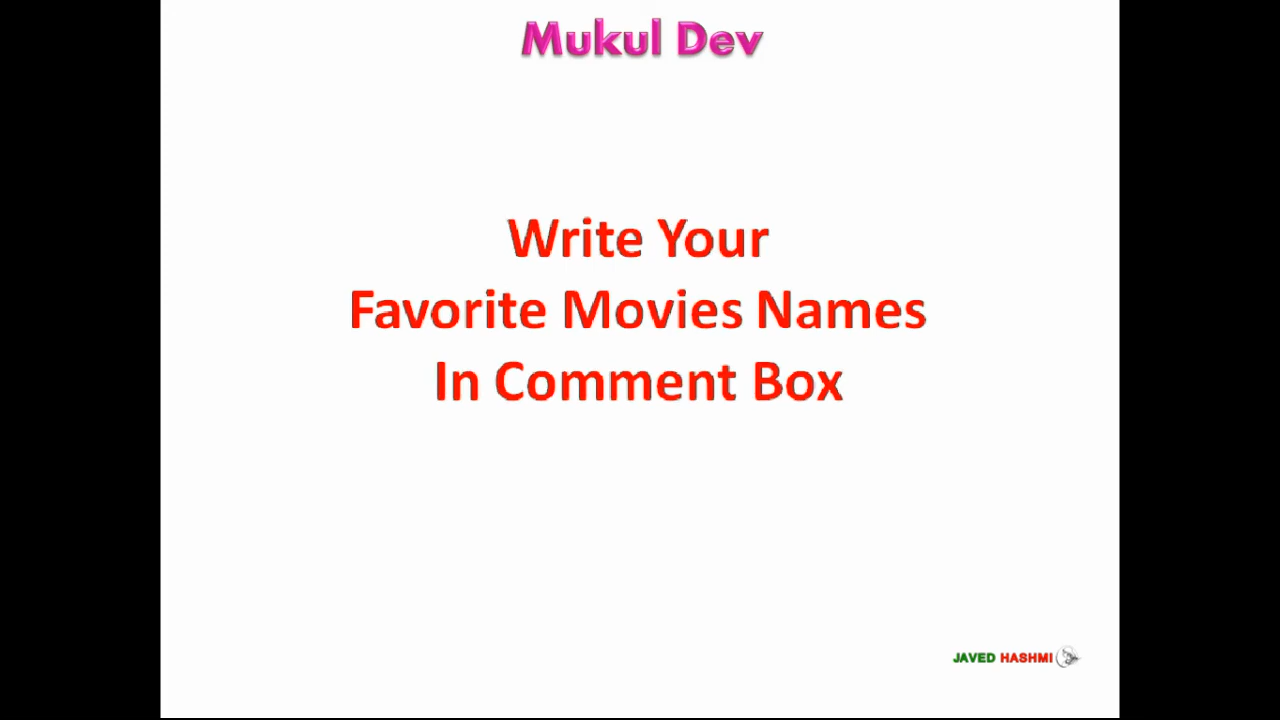 Mukul Dev
Write Your
Favorite Movies Names
In Comment Box
JAVED HASHMI